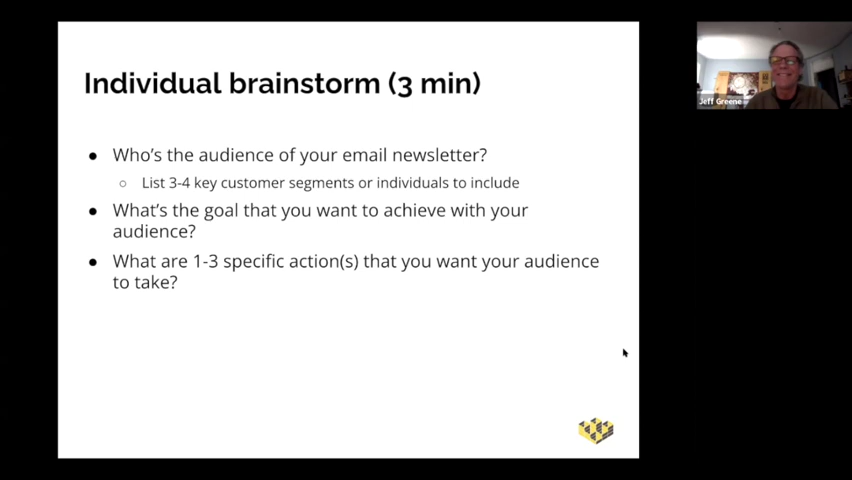 Individual brainstorm (3 min)
● Who's the audience of your email newsletter?
○ List 3-4 key customer segments or individuals to include
● What's the goal that you want to achieve with your
audience?
● What are 1-3 specific action(s) that you want your audience
to take?
Jeff Greene